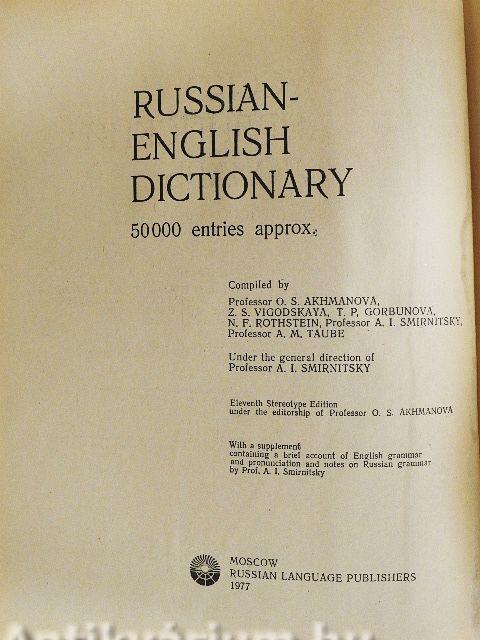 RUSSIAN-
ENGLISH
DICTIONARY
50000 entries approx.
Compiled by
Professor O. S. AKHMANOVA,
Z. S. VIGODSKAYA, T. P. GORBUNOVA,
N. F. ROTHSTEIN, Professor A. I. SMIRNITSKY,
Professor A. M. TAUBE
Under the general direction of
Professor A. I. SMIRNITSKY
Eleventh Stereotype Edition
under the editorship of Professor O. S. AKHMANOVA
With a supplement
containing a brief account of English grammar
and pronunciation and notes on Russian grammar
by Prof. A. I. Smirnitsky
MOSCOW
RUSSIAN LANGUAGE PUBLISHERS
1977
Antikvárium.hu